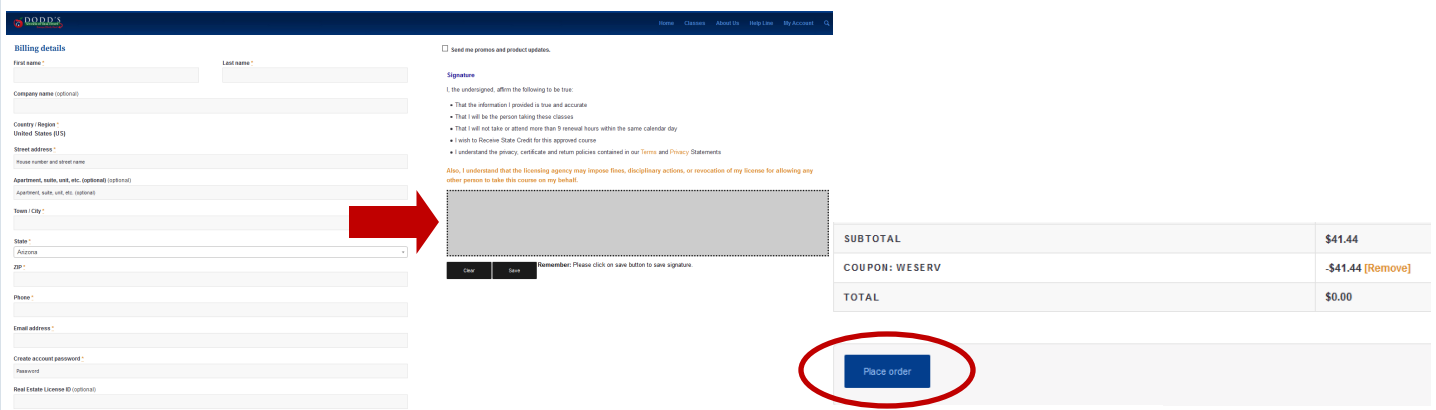 DODD'S
Home Classes About Us Help Line My Account
Billing details
First name *
Last name *
Company name (optional)
Country / Region *
United States (US)
Street address *
House number and street name
Apartment, suite, unit, etc. (optional) (optional)
Apartment, suite, unit, etc. (optional)
Town / City *
State *
Arizona
ZIP *
Phone *
Email address *
Create account password *
Password
Real Estate License ID (optional)
Send me promos and product updates.
Signature
I, the undersigned, affirm the following to be true:
• That the information I provided is true and accurate
• That I will be the person taking these classes
• That I will not take or attend more than 9 renewal hours within the same calendar day
• I wish to Receive State Credit for this approved course
• I understand the privacy, certificate and return policies contained in our Terms and Privacy Statements
Also, I understand that the licensing agency may impose fines, disciplinary actions, or revocation of my license for allowing any
other person to take this course on my behalf.
Clear Save Remember: Please click on save button to save signature.
SUBTOTAL $41.44
COUPON: WESERV -$41.44 [Remove]
TOTAL $0.00
Place order